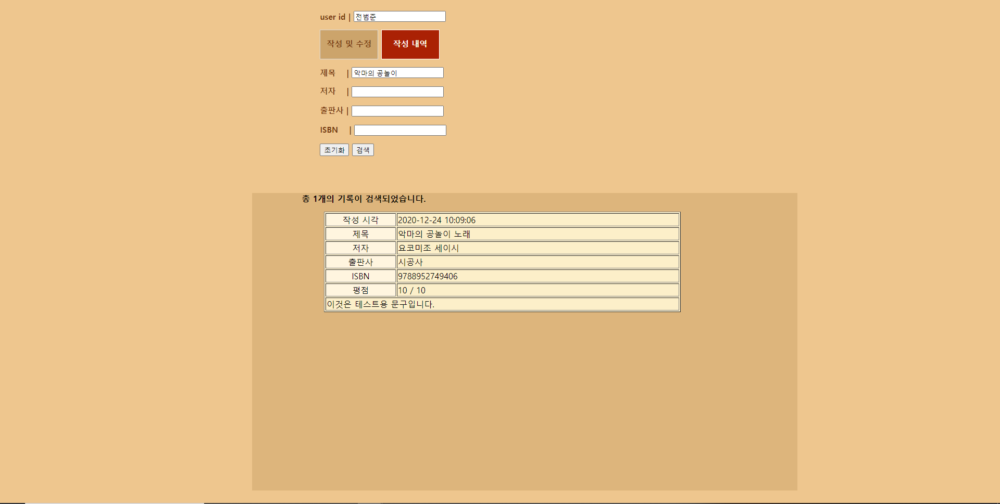 user id | 전범준
작성 및 수정 작성 내역
제목 | 악마의 공놀이
저자 |
출판사 |
ISBN |
초기화 검색
총 1개의 기록이 검색되었습니다.
작성 시각 2020-12-24 10:09:06
제목 악마의 공놀이 노래
저자 요코미조 세이시
출판사 시공사
ISBN 9788952749406
평점 10 / 10
이것은 테스트용 문구입니다.